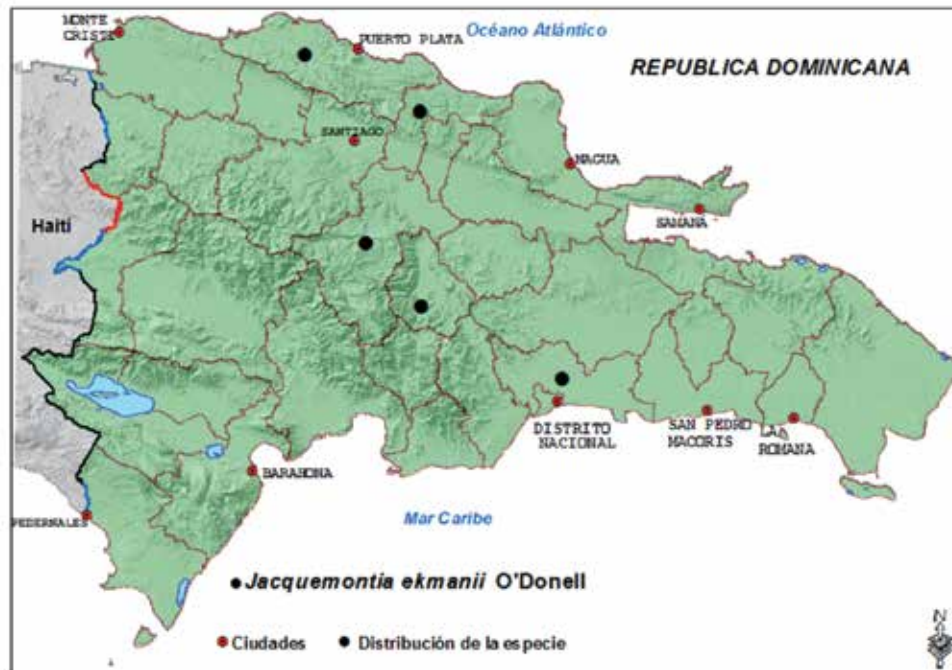 MONTE
CRISTI
PUERTO PLATA
Océano Atlántico
REPUBLICA DOMINICANA
SANTIAGO
NAGUA
SAMANA
Haití
DISTRITO
NACIONAL
SAN PEDRO
MACORIS
LA
ROMANA
BARAHONA
PEDERNALES
Mar Caribe
Jacquemontia ekmanii O'Donell
Ciudades
Distribución de la especie
N